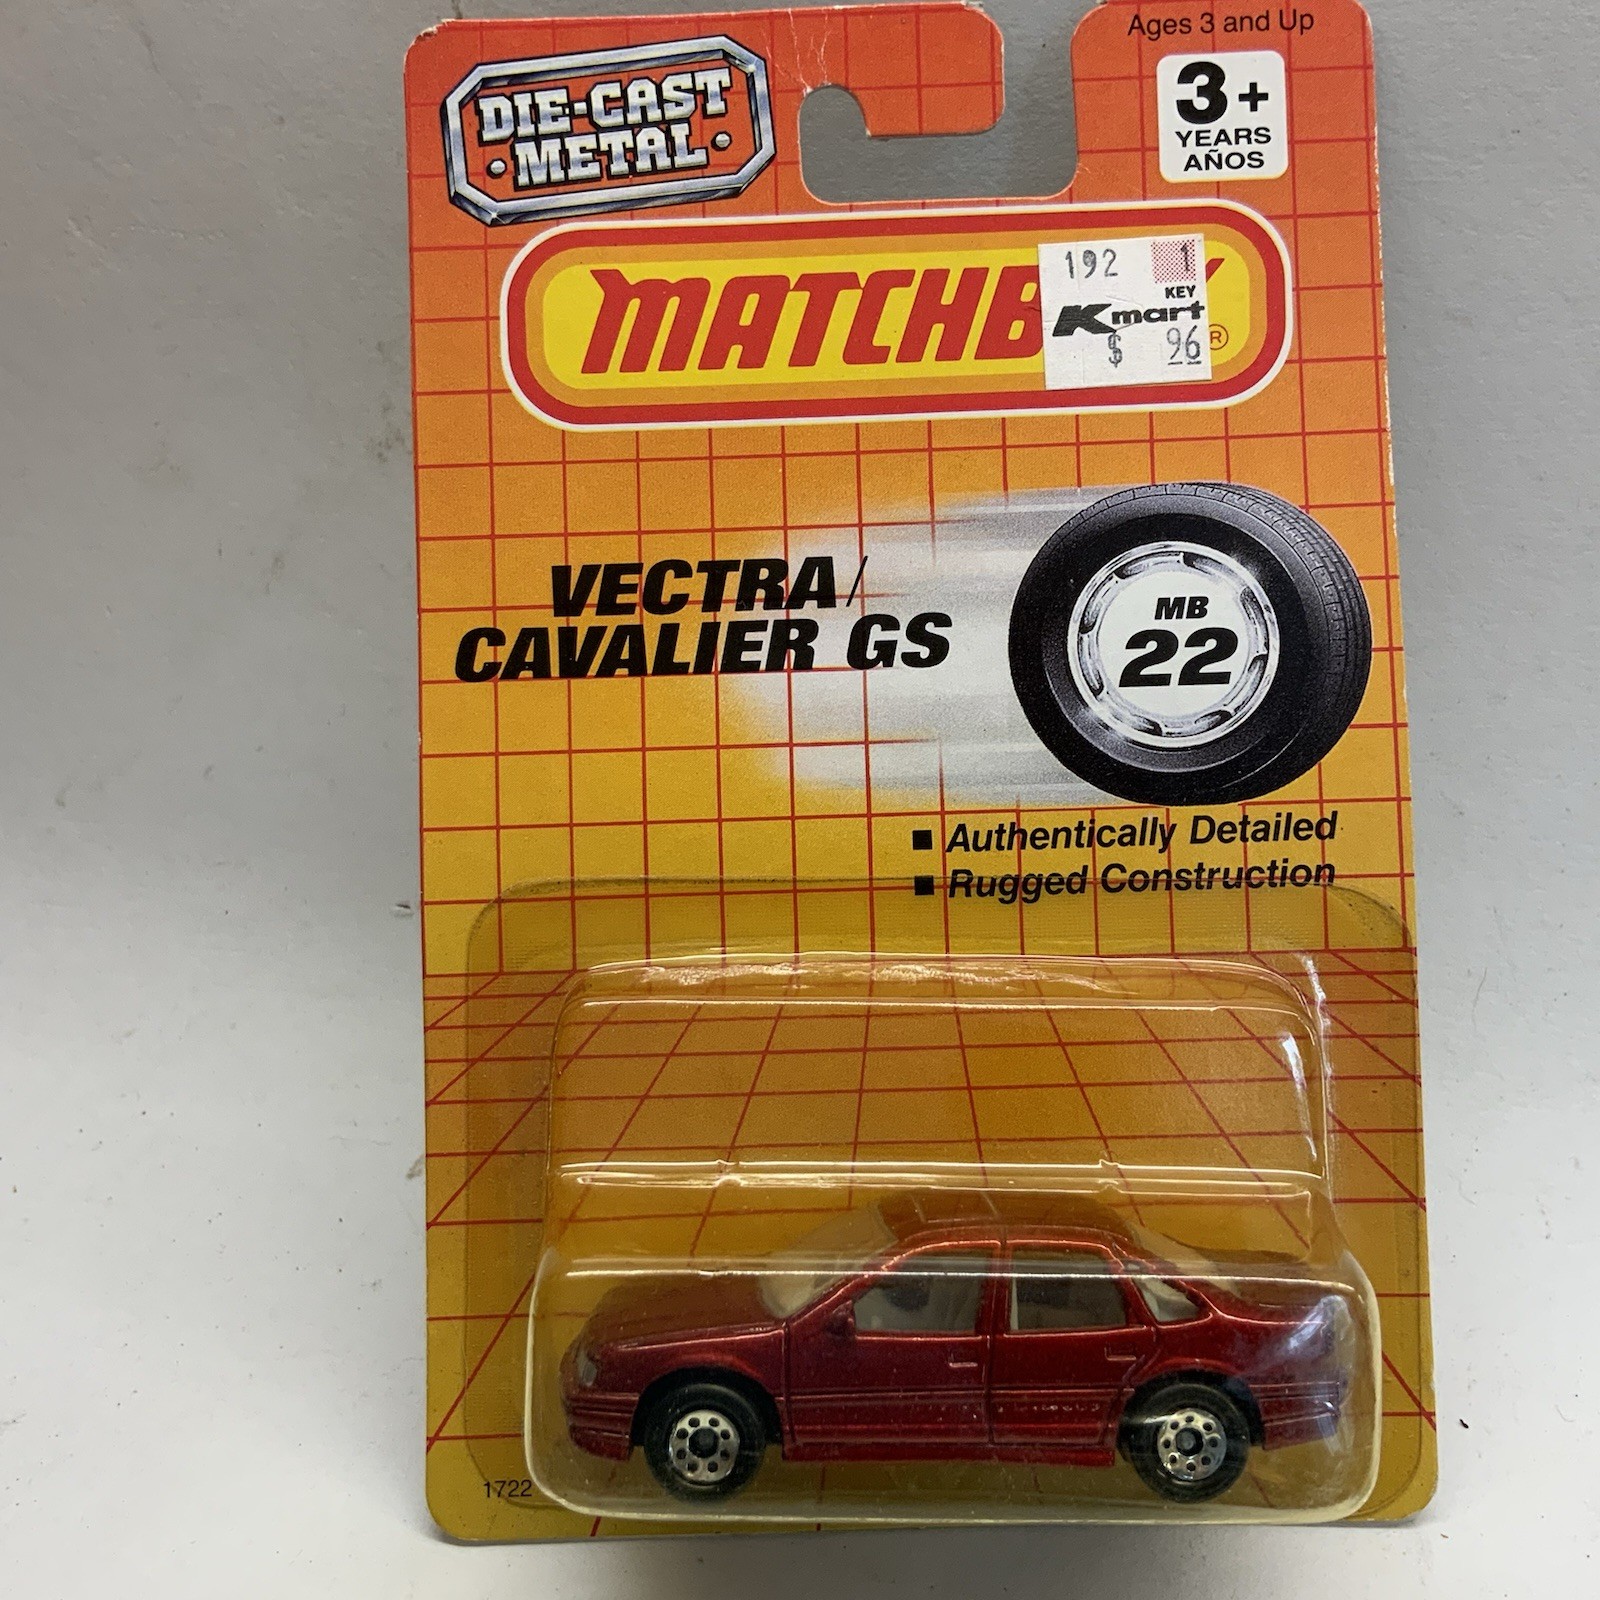 Ages 3 and Up
DIE-CAST
METAL
3+
YEARS
AÑOS
MATCHB
192 1
KEY
Kmart
$ 96
®
VECTRA/
CAVALIER GS
MB
22
■ Authentically Detailed
■ Rugged Construction
1722